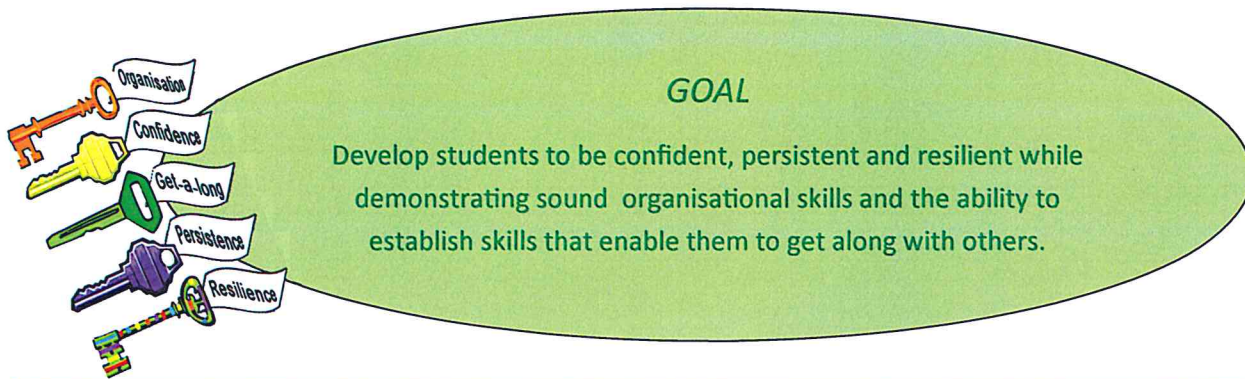 Organisation
Confidence
Get-a-long
Persistence
Resilience
GOAL
Develop students to be confident, persistent and resilient while
demonstrating sound organisational skills and the ability to
establish skills that enable them to get along with others.